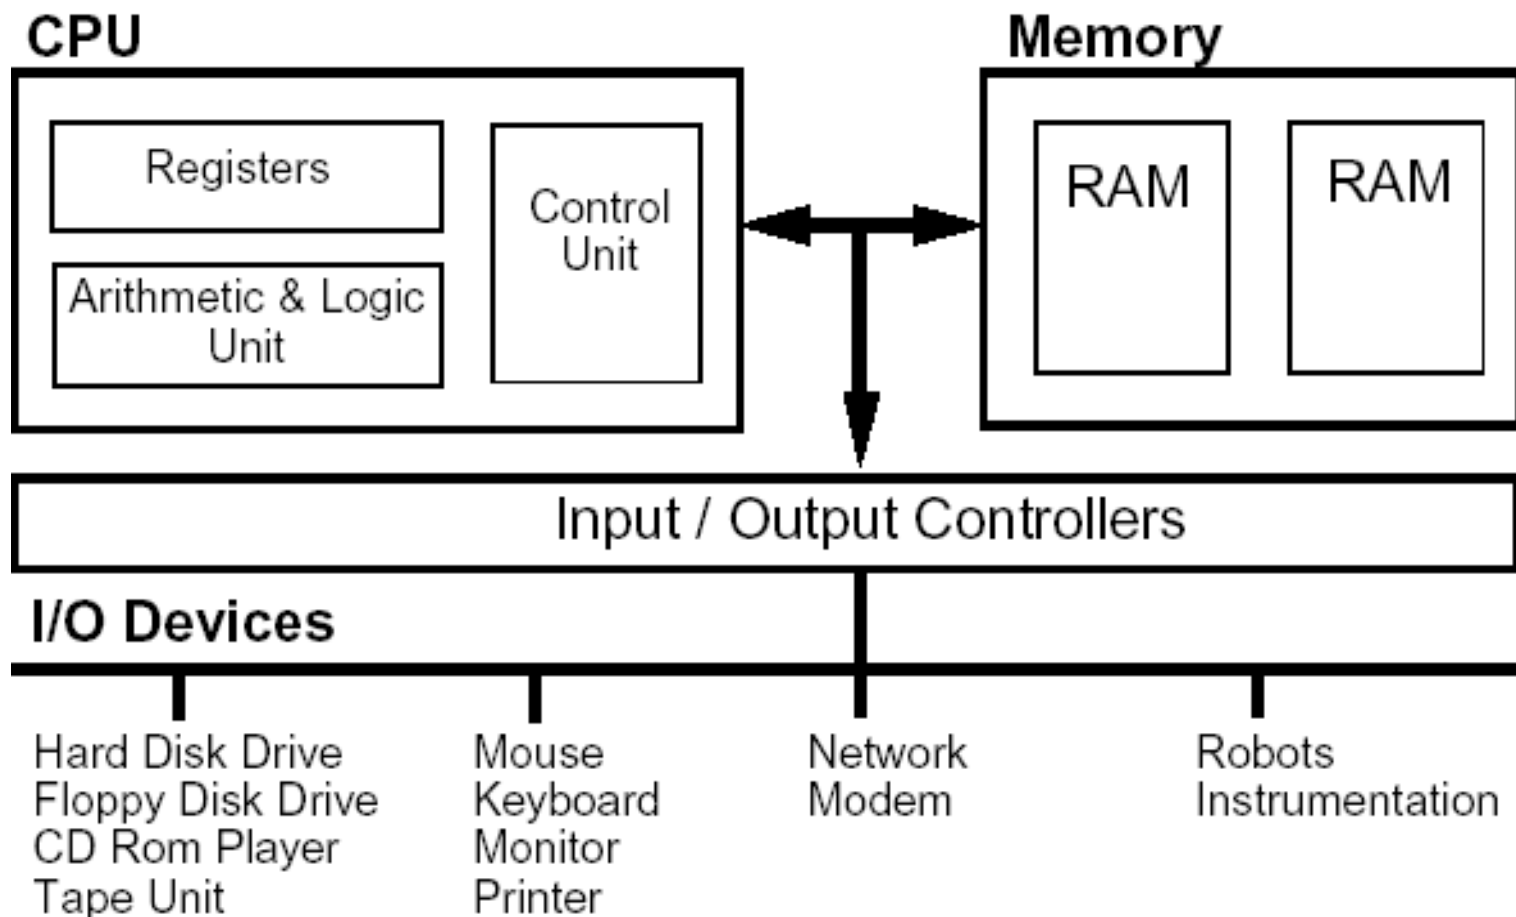 CPU
Memory
Registers
Control
Unit
Arithmetic & Logic
Unit
RAM
RAM
Input / Output Controllers
I/O Devices
Hard Disk Drive
Floppy Disk Drive
CD Rom Player
Tape Unit
Mouse
Keyboard
Monitor
Printer
Network
Modem
Robots
Instrumentation